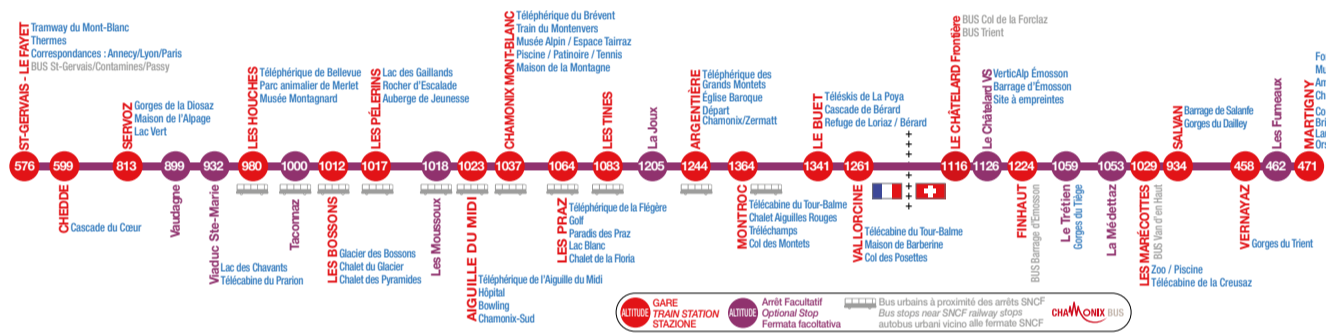 ST-GERVAIS - LE FAYET
Tramway du Mont-Blanc
Thermes
Correspondances : Annecy/Lyon/Paris
BUS St-Gervais/Contamines/Passy
576
599
CHEDDE
Cascade du Cœur
SERVOZ
Gorges de la Diosaz
Maison de l'Alpage
Lac Vert
813
899
Vaudagne
932
Viaduc Ste-Marie
Lac des Chavants
Télécabine du Prarion
LES HOUCHES
Téléphérique de Bellevue
Parc animalier de Merlet
Musée Montagnard
980
1000
Taconnaz
1012
LES BOSSONS
Glacier des Bossons
Chalet du Glacier
Chalet des Pyramides
LES PÉLERINS
Lac des Gaillands
Rocher d'Escalade
Auberge de Jeunesse
1017
1018
Les Moussoux
1023
AIGUILLE DU MIDI
Téléphérique de l'Aiguille du Midi
Hôpital
Bowling
Chamonix-Sud
CHAMONIX MONT-BLANC
Téléphérique du Brévent
Train du Montenvers
Musée Alpin / Espace Tairraz
Piscine / Patinoire / Tennis
Maison de la Montagne
1037
1064
LES PRAZ
Téléphérique de la Flégère
Golf
Paradis des Praz
Lac Blanc
Chalet de la Floria
LES TINES
1083
La Joux
1205
ARGENTIÈRE
Téléphérique des
Grands Montets
Église Baroque
Départ
Chamonix/Zermatt
1244
1364
MONTROC
Télécabine du Tour-Balme
Chalet Aiguilles Rouges
Tréléchamps
Col des Montets
LE BUET
Téléskis de La Poya
Cascade de Bérard
Refuge de Loriaz / Bérard
1341
1261
VALLORCINE
Télécabine du Tour-Balme
Maison de Barberine
Col des Posettes
LE CHÂTELARD Frontière
BUS Col de la Forclaz
BUS Trient
1116
Le Châtelard VS
VerticAlp Émosson
Barrage d'Émosson
Site à empreintes
1126
1224
FINHAUT
BUS Barrage d'Emosson
1059
Le Trétien
Gorges du Tiège
1053
La Médettaz
1029
LES MARÉCOTTES
BUS Van d'en Haut
Zoo / Piscine
Télécabine de la Creusaz
SALVAN
Barrage de Salanfe
Gorges du Dailley
934
458
VERNAYAZ
Gorges du Trient
Les Fumeaux
462
MARTIGNY
Fo
Mu
An
Ch
Co
Bri
Lau
Ors
471
ALTITUDE
GARE
TRAIN STATION
STAZIONE
ALTITUDE
Arrêt Facultatif
Optional Stop
Fermata facoltativa
Bus urbains à proximité des arrêts SNCF
Bus stops near SNCF railway stops
autobus urbani vicino alle fermate SNCF
CHAMONIX BUS